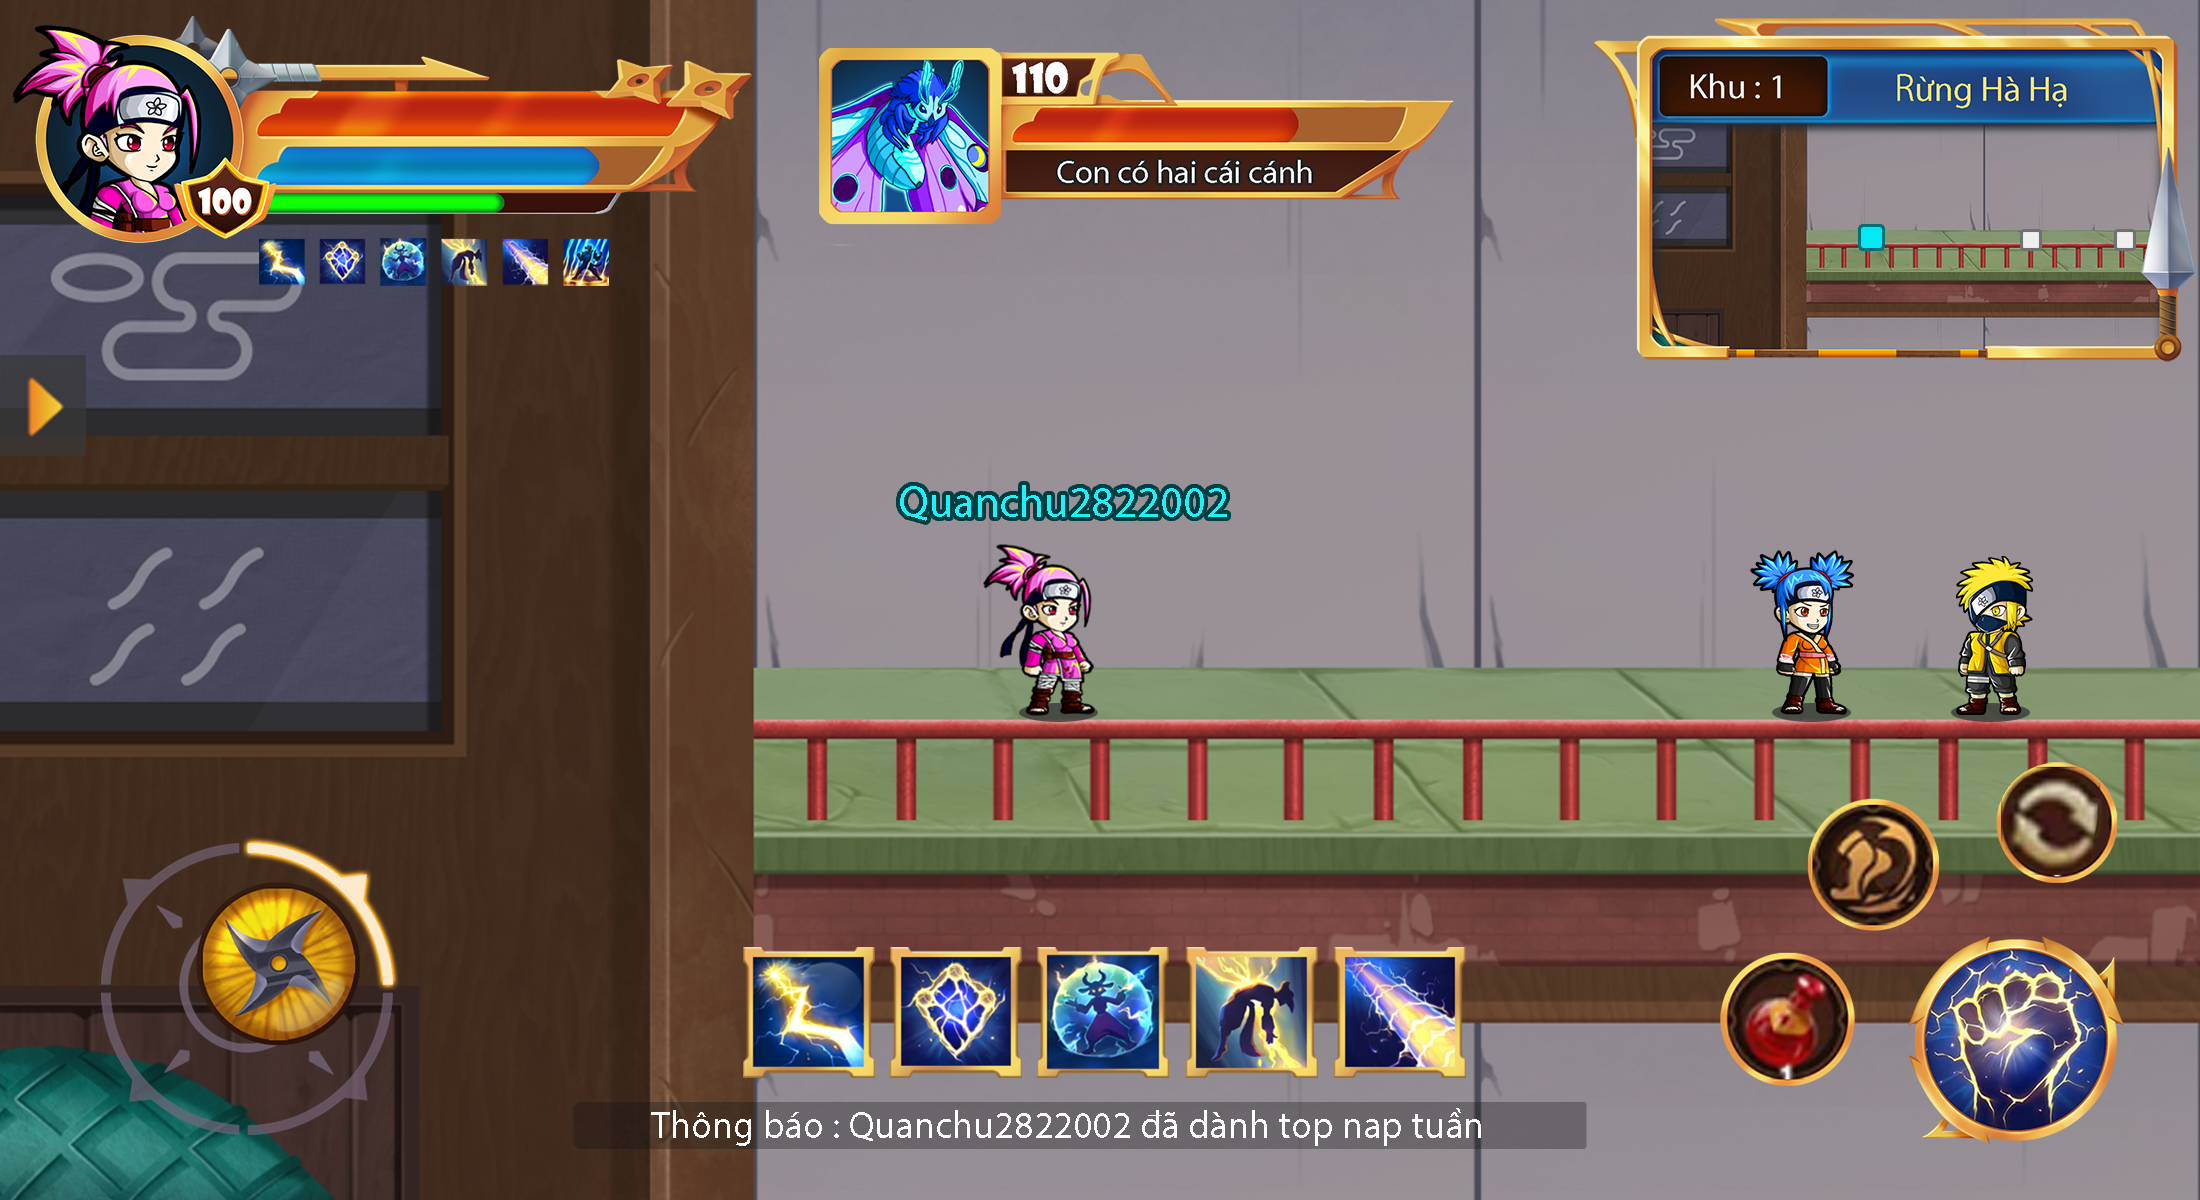 100
110
Con có hai cái cánh
Khu : 1
Rừng Hà Hạ
Quanchu2822002
1
Thông báo : Quanchu2822002 đã dành top nap tuần